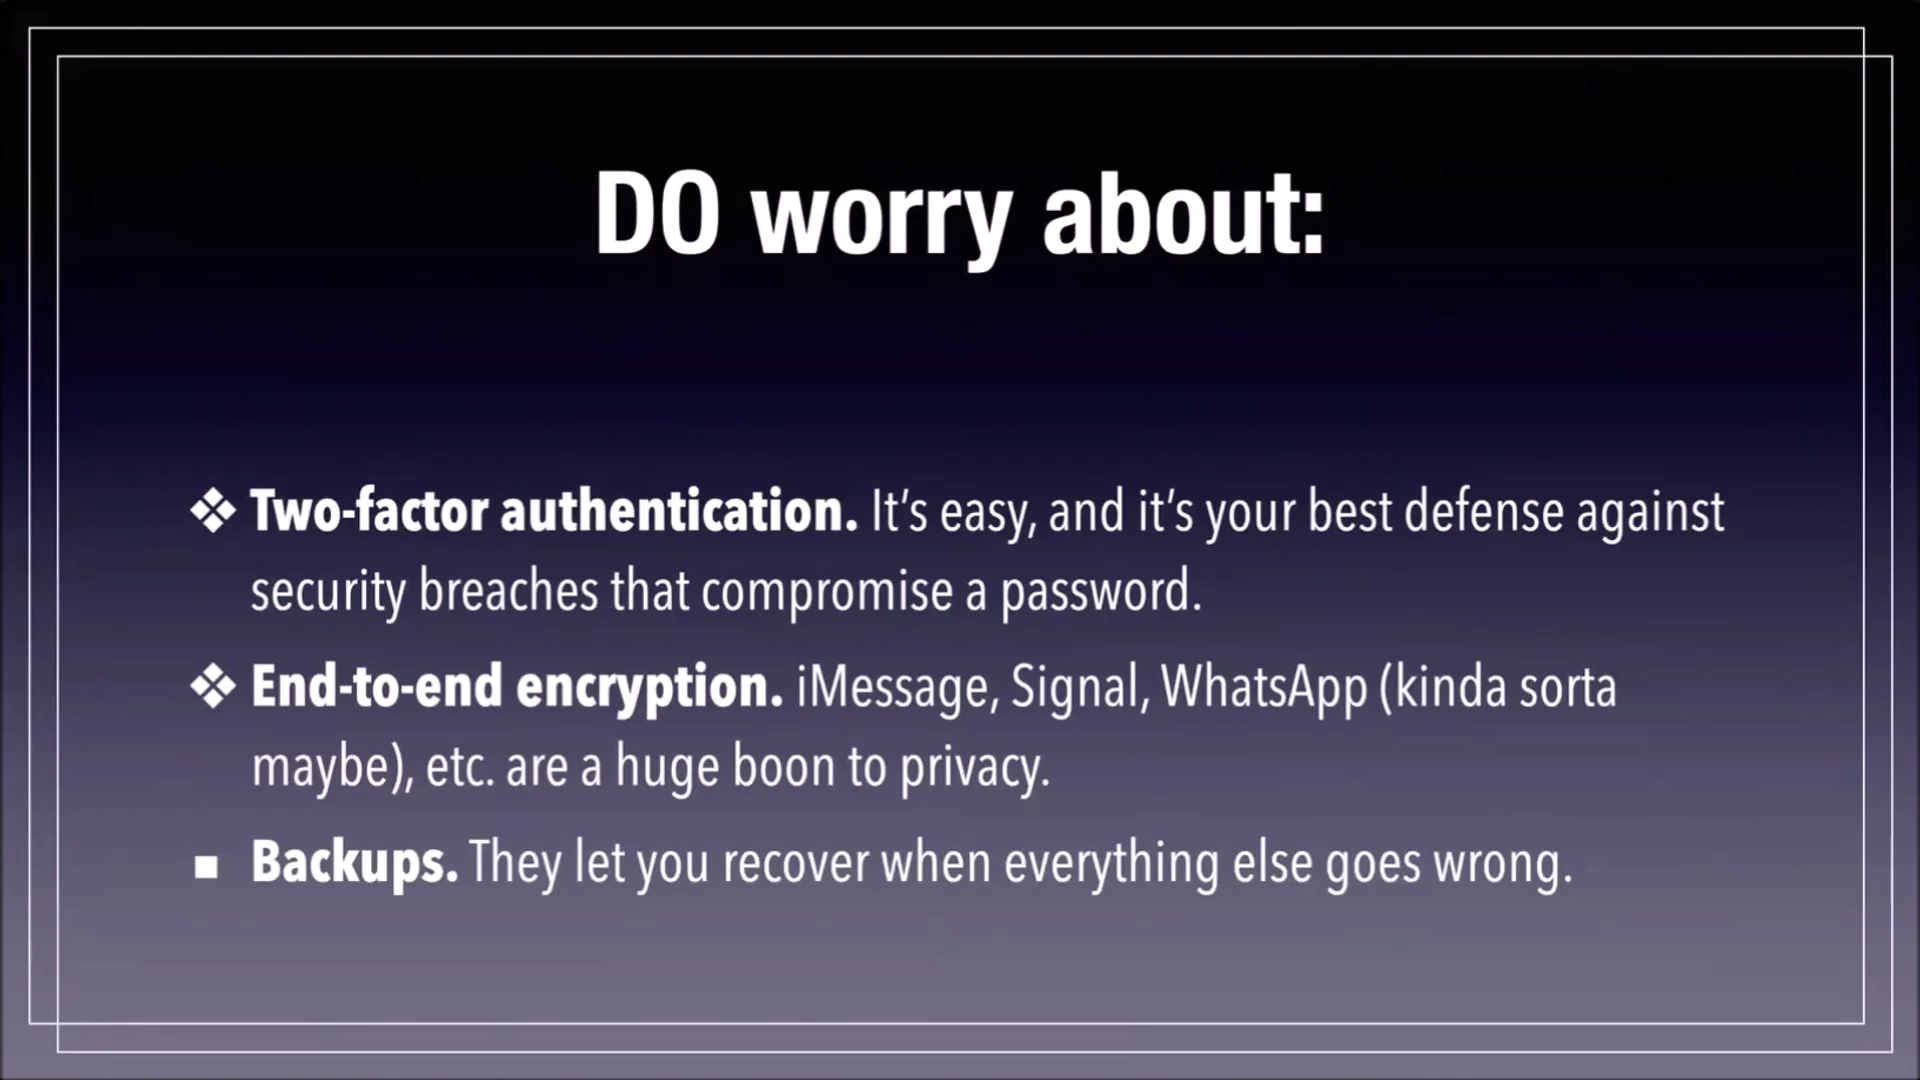 DO worry about:
❖ Two-factor authentication. It’s easy, and it’s your best defense against
security breaches that compromise a password.
❖ End-to-end encryption. iMessage, Signal, WhatsApp (kinda sorta
maybe), etc. are a huge boon to privacy.
▪ Backups. They let you recover when everything else goes wrong.